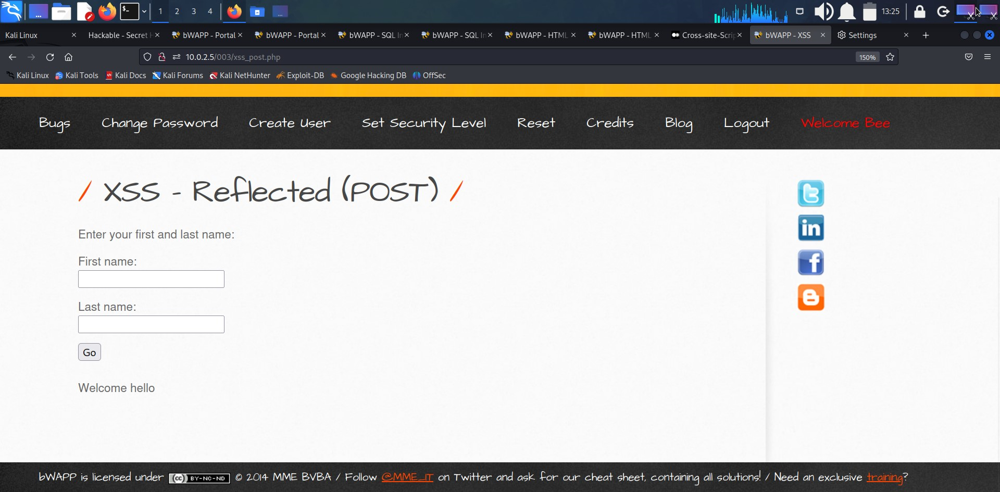 1 2 3 4 13:25
Kali Linux Hackable - Secret H bWAPP - Portal bWAPP - Portal bWAPP - SQL In bWAPP - SQL In bWAPP - HTML bWAPP - HTML Cross-site-Scrip bWAPP - XSS Settings
10.0.2.5/003/xss_post.php 150%
Kali Linux Kali Tools Kali Docs Kali Forums Kali NetHunter Exploit-DB Google Hacking DB OffSec
Bugs Change Password Create User Set Security Level Reset Credits Blog Logout Welcome Bee
/ XSS - Reflected (POST) /
Enter your first and last name:
First name:
Last name:
Go
Welcome hello
bWAPP is licensed under (cc) BY-NC-ND © 2014 MME BVBA / Follow @MME_IT on Twitter and ask for our cheat sheet, containing all solutions! / Need an exclusive training?